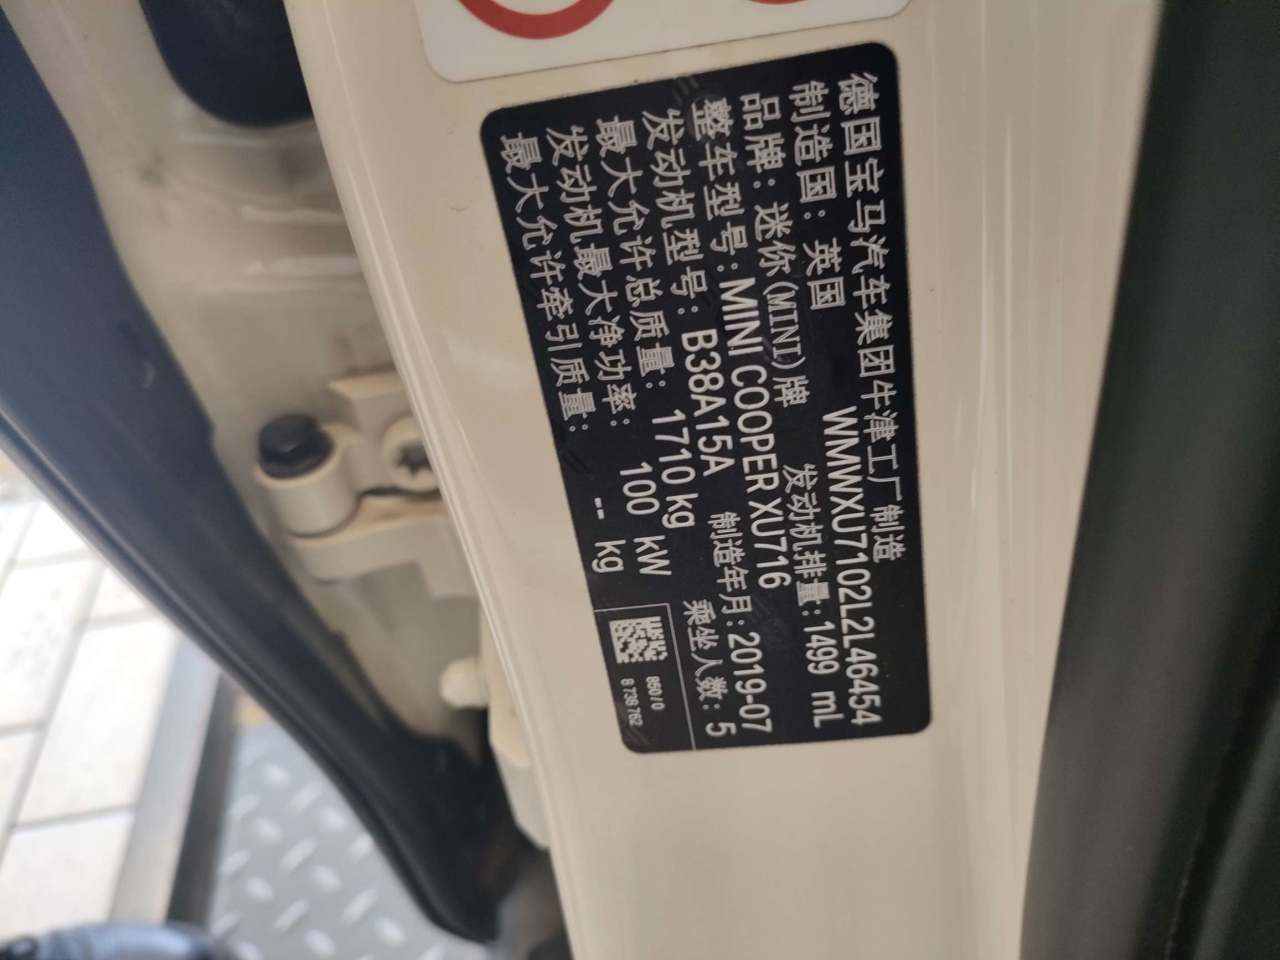 德国宝马汽车集团牛津工厂制造
制造国：英国 WMWXU7102L2L46454
品牌：迷你(MINI)牌 发动机排量：1499 mL
整车型号：MINI COOPER XU716
发动机型号：B38A15A 制造年月：2019-07
最大允许总质量：1710 kg 乘坐人数：5
发动机最大净功率：100 kW
最大允许牵引质量：-- kg
850/0
8 738 762